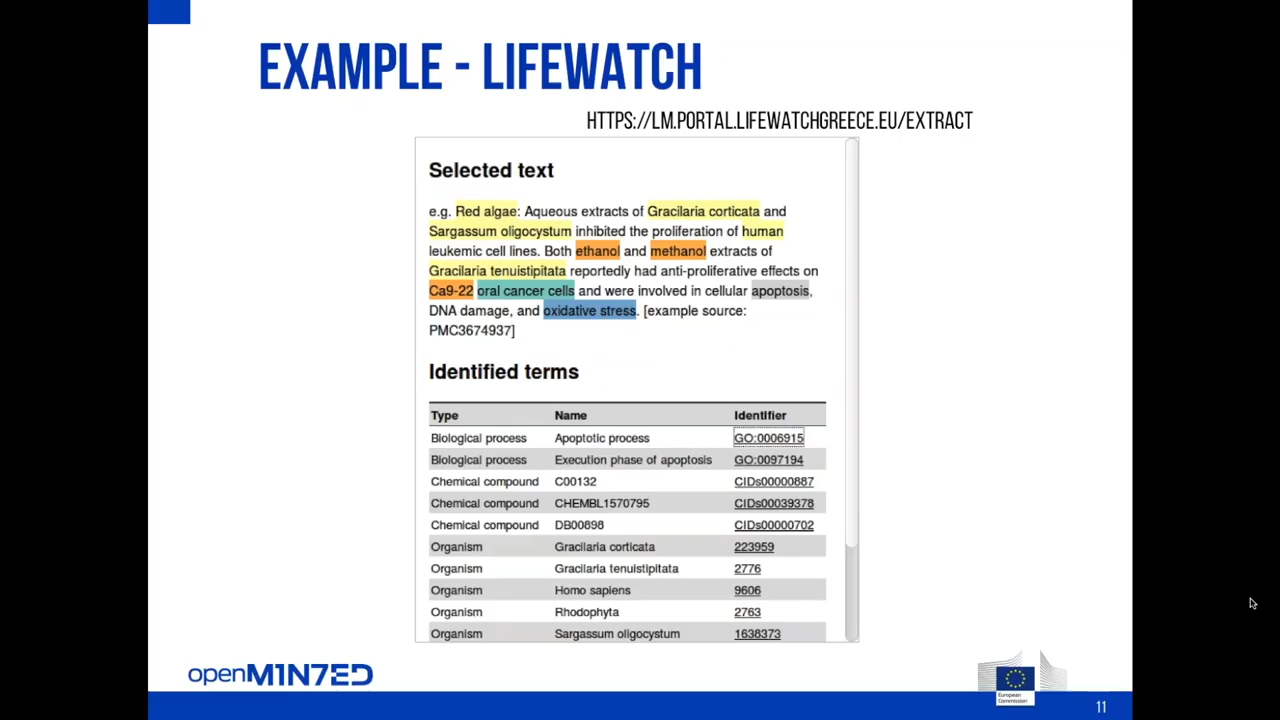 EXAMPLE - LIFEWATCH
HTTPS://LM.PORTAL.LIFEWATCHGREECE.EU/EXTRACT
Selected text
e.g. Red algae: Aqueous extracts of Gracilaria corticata and
Sargassum oligocystum inhibited the proliferation of human
leukemic cell lines. Both ethanol and methanol extracts of
Gracilaria tenuistipitata reportedly had anti-proliferative effects on
Ca9-22 oral cancer cells and were involved in cellular apoptosis,
DNA damage, and oxidative stress. [example source:
PMC3674937]
Identified terms
Type Name Identifier
Biological process Apoptotic process GO:0006915
Biological process Execution phase of apoptosis GO:0097194
Chemical compound C00132 CIDs00000887
Chemical compound CHEMBL1570795 CIDs00039378
Chemical compound DB00898 CIDs00000702
Organism Gracilaria corticata 223959
Organism Gracilaria tenuistipitata 2776
Organism Homo sapiens 9606
Organism Rhodophyta 2763
Organism Sargassum oligocystum 1638373
openM1N7ED
European
Commission
11